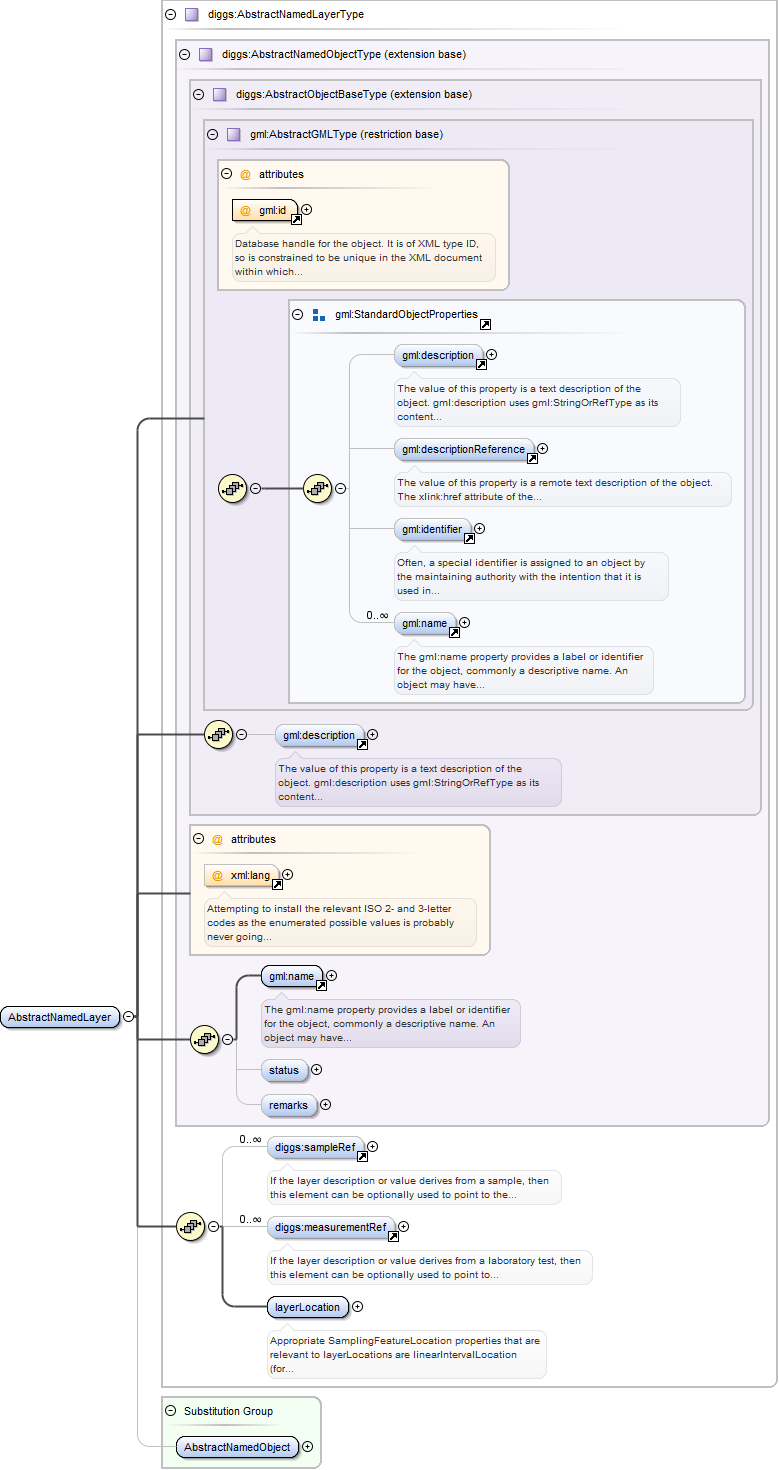 diggs:AbstractNamedLayerType
diggs:AbstractNamedObjectType (extension base)
diggs:AbstractObjectBaseType (extension base)
gml:AbstractGMLType (restriction base)
@ attributes
@ gml:id
Database handle for the object. It is of XML type ID,
so is constrained to be unique in the XML document
within which...
gml:StandardObjectProperties
gml:description
The value of this property is a text description of the
object. gml:description uses gml:StringOrRefType as its
content...
gml:descriptionReference
The value of this property is a remote text description of the object.
The xlink:href attribute of the...
gml:identifier
Often, a special identifier is assigned to an object by
the maintaining authority with the intention that it is
used in...
0..∞
gml:name
The gml:name property provides a label or identifier
for the object, commonly a descriptive name. An
object may have...
gml:description
The value of this property is a text description of the
object. gml:description uses gml:StringOrRefType as its
content...
@ attributes
@ xml:lang
Attempting to install the relevant ISO 2- and 3-letter
codes as the enumerated possible values is probably
never going...
gml:name
The gml:name property provides a label or identifier
for the object, commonly a descriptive name. An
object may have...
AbstractNamedLayer
status
remarks
0..∞
diggs:sampleRef
If the layer description or value derives from a sample, then
this element can be optionally used to point to the...
0..∞
diggs:measurementRef
If the layer description or value derives from a laboratory test, then
this element can be optionally used to point to...
layerLocation
Appropriate SamplingFeatureLocation properties that are
relevant to layerLocations are linearIntervalLocation
(for...
Substitution Group
AbstractNamedObject